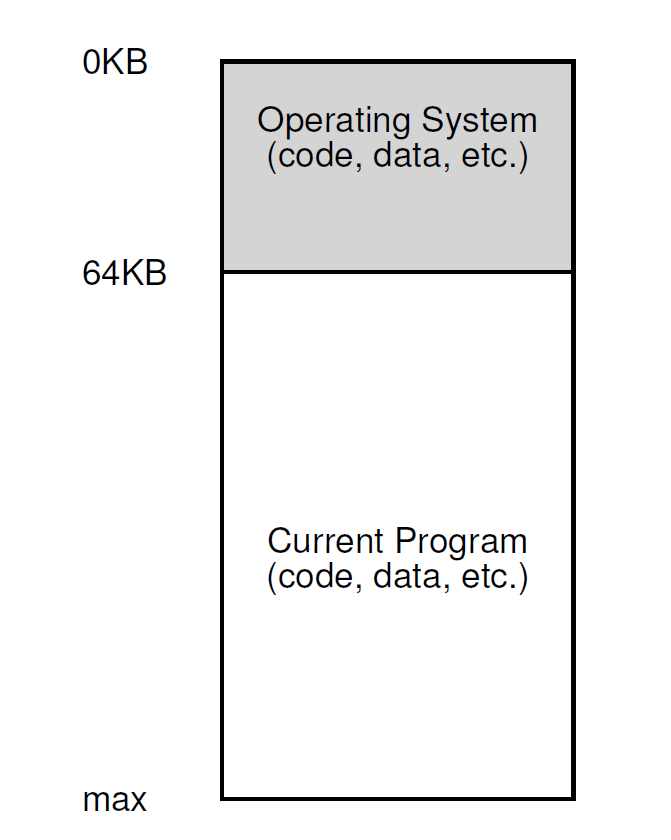 0KB
Operating System
(code, data, etc.)
64KB
Current Program
(code, data, etc.)
max